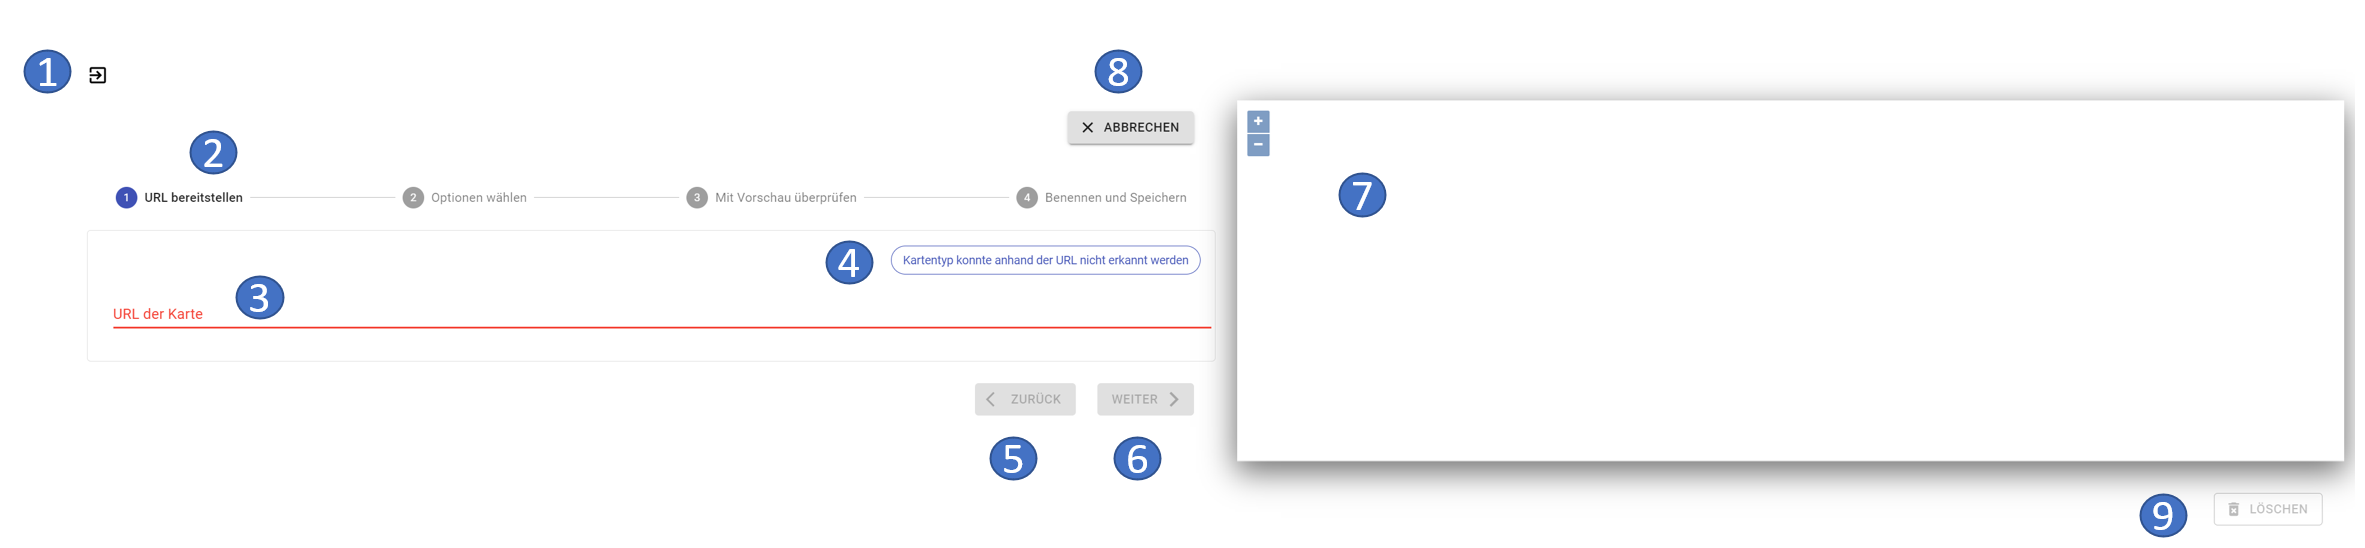 1
8
ABBRECHEN
+
−
2
1 URL bereitstellen 2 Optionen wählen 3 Mit Vorschau überprüfen 4 Benennen und Speichern
7
4 Kartentyp konnte anhand der URL nicht erkannt werden
3
URL der Karte
ZURÜCK WEITER
5 6
9 LÖSCHEN